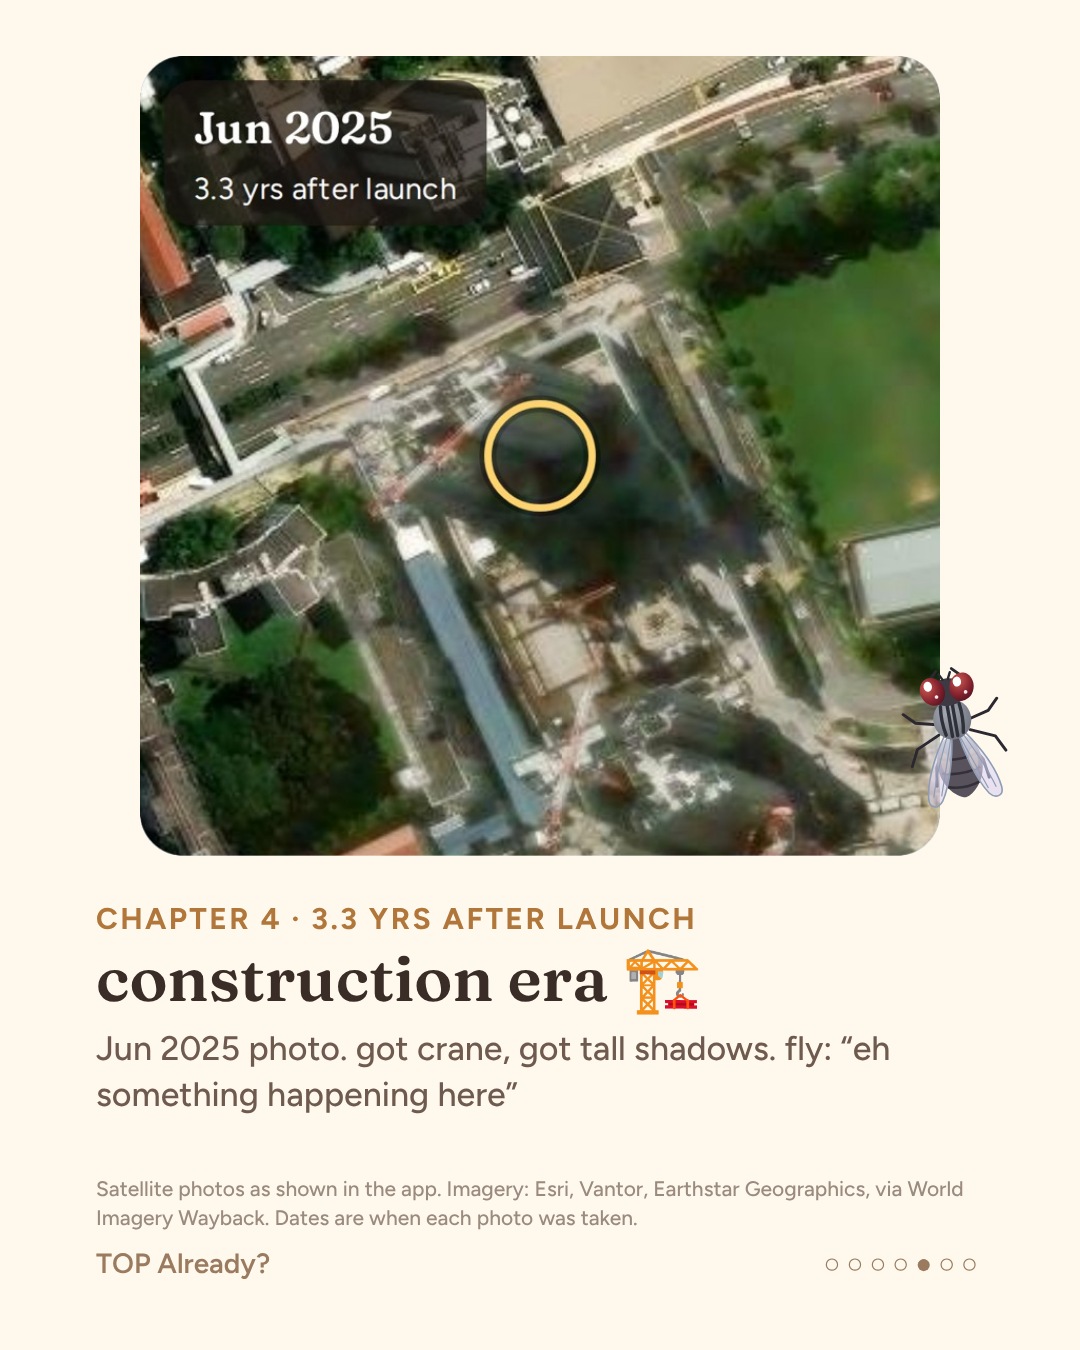 Jun 2025
3.3 yrs after launch
CHAPTER 4 · 3.3 YRS AFTER LAUNCH
construction era 🏗️
Jun 2025 photo. got crane, got tall shadows. fly: “eh
something happening here”
Satellite photos as shown in the app. Imagery: Esri, Vantor, Earthstar Geographics, via World
Imagery Wayback. Dates are when each photo was taken.
TOP Already?